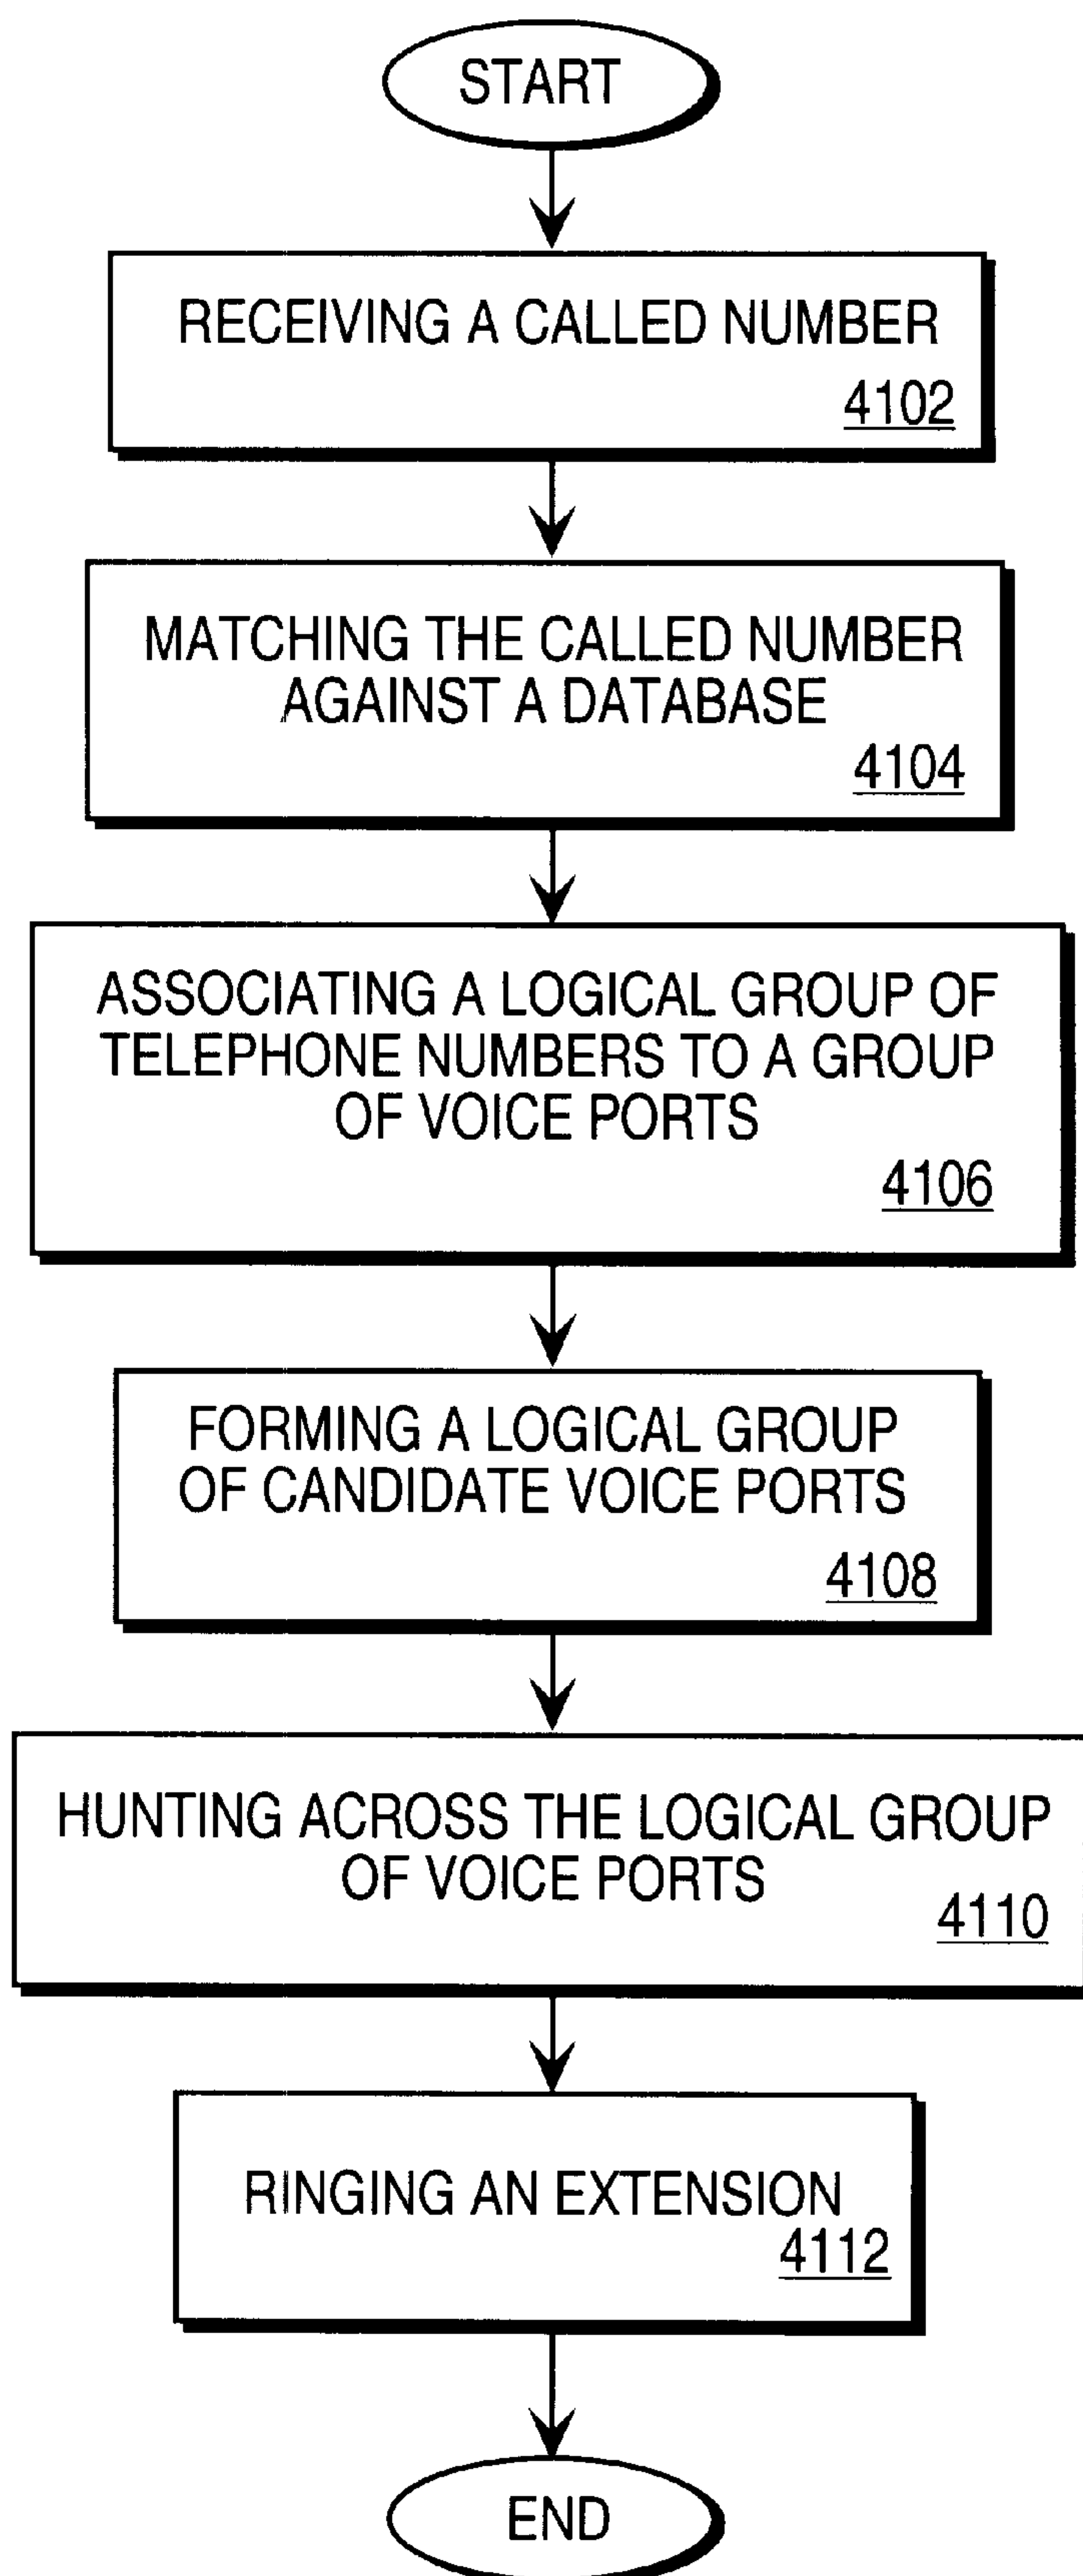 START
RECEIVING A CALLED NUMBER
4102
MATCHING THE CALLED NUMBER
AGAINST A DATABASE
4104
ASSOCIATING A LOGICAL GROUP OF
TELEPHONE NUMBERS TO A GROUP
OF VOICE PORTS
4106
FORMING A LOGICAL GROUP
OF CANDIDATE VOICE PORTS
4108
HUNTING ACROSS THE LOGICAL GROUP
OF VOICE PORTS
4110
RINGING AN EXTENSION
4112
END